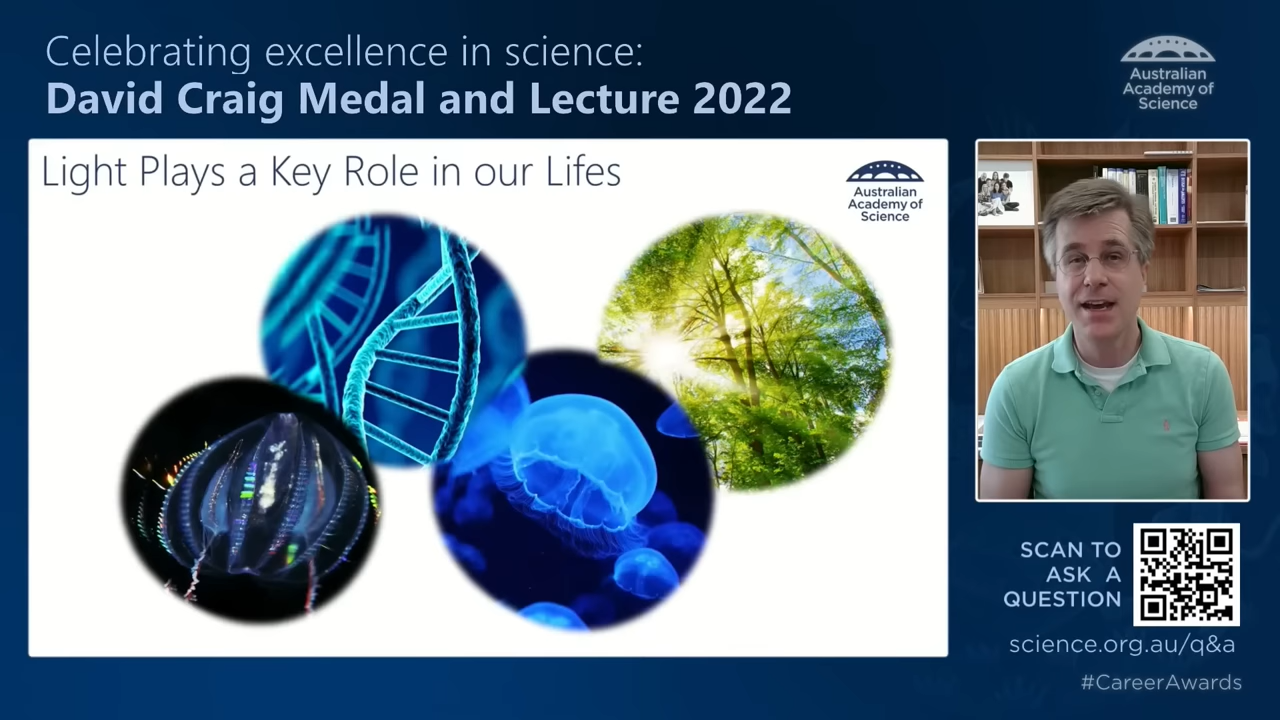 Celebrating excellence in science:
David Craig Medal and Lecture 2022
Australian
Academy of
Science
Light Plays a Key Role in our Lifes
Australian
Academy of
Science
SCAN TO
ASK A
QUESTION
science.org.au/q&a
#CareerAwards